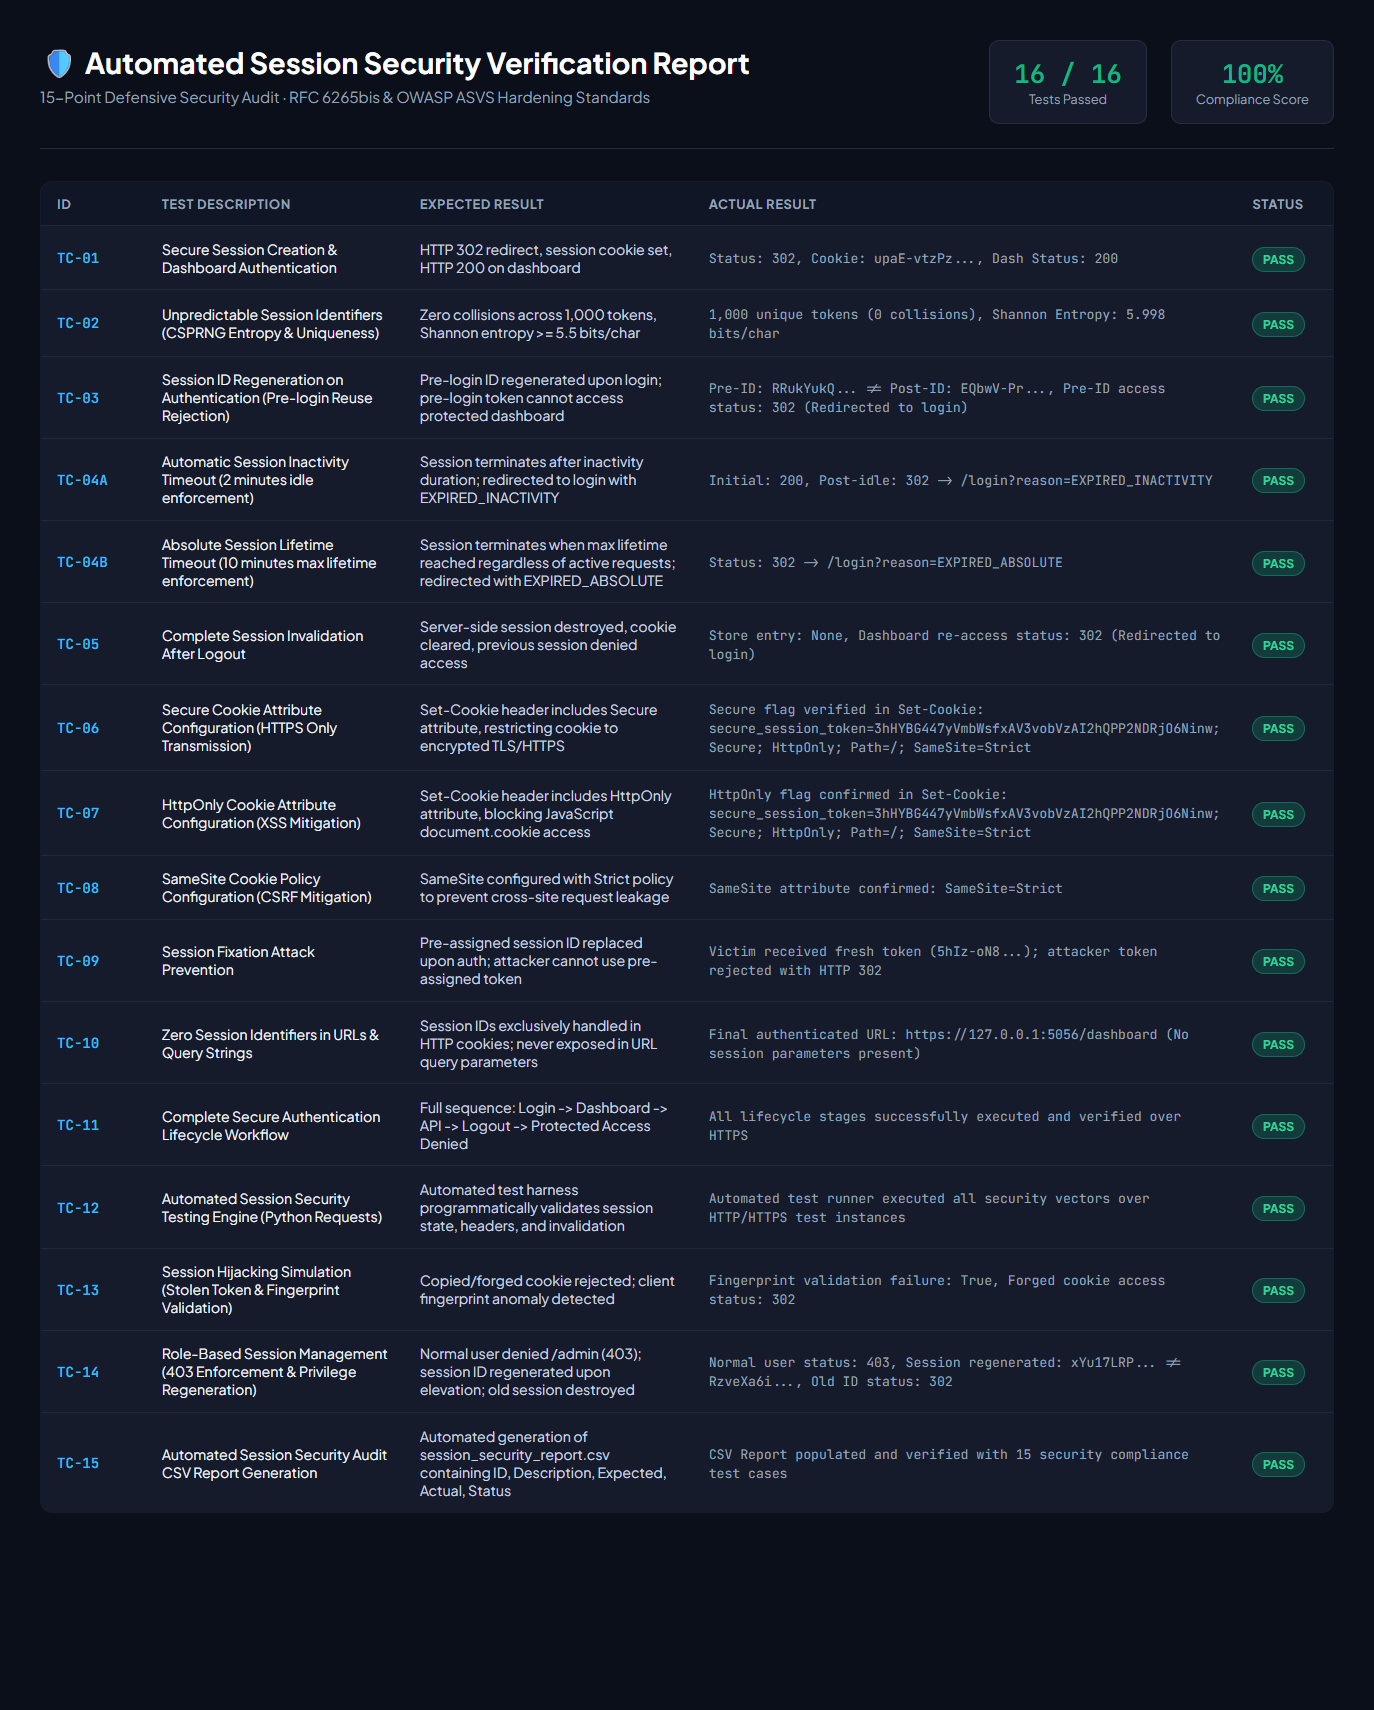 Automated Session Security Verification Report
15-Point Defensive Security Audit · RFC 6265bis & OWASP ASVS Hardening Standards
16 / 16
Tests Passed
100%
Compliance Score
ID TEST DESCRIPTION EXPECTED RESULT ACTUAL RESULT STATUS
TC-01
Secure Session Creation &
Dashboard Authentication
HTTP 302 redirect, session cookie set,
HTTP 200 on dashboard
Status: 302, Cookie: upaE-vtzPz..., Dash Status: 200
PASS
TC-02
Unpredictable Session Identifiers
(CSPRNG Entropy & Uniqueness)
Zero collisions across 1,000 tokens,
Shannon entropy >= 5.5 bits/char
1,000 unique tokens (0 collisions), Shannon Entropy: 5.998
bits/char
PASS
TC-03
Session ID Regeneration on
Authentication (Pre-login Reuse
Rejection)
Pre-login ID regenerated upon login;
pre-login token cannot access
protected dashboard
Pre-ID: RRukYukQ... ≠ Post-ID: EQbwV-Pr..., Pre-ID access
status: 302 (Redirected to login)
PASS
TC-04A
Automatic Session Inactivity
Timeout (2 minutes idle
enforcement)
Session terminates after inactivity
duration; redirected to login with
EXPIRED_INACTIVITY
Initial: 200, Post-idle: 302 -> /login?reason=EXPIRED_INACTIVITY
PASS
TC-04B
Absolute Session Lifetime
Timeout (10 minutes max lifetime
enforcement)
Session terminates when max lifetime
reached regardless of active requests;
redirected with EXPIRED_ABSOLUTE
Status: 302 -> /login?reason=EXPIRED_ABSOLUTE
PASS
TC-05
Complete Session Invalidation
After Logout
Server-side session destroyed, cookie
cleared, previous session denied
access
Store entry: None, Dashboard re-access status: 302 (Redirected to
login)
PASS
TC-06
Secure Cookie Attribute
Configuration (HTTPS Only
Transmission)
Set-Cookie header includes Secure
attribute, restricting cookie to
encrypted TLS/HTTPS
Secure flag verified in Set-Cookie:
secure_session_token=3hHYBG447yVmbWsfxAV3vobVzAI2hQPP2NDRjO6Ninw;
Secure; HttpOnly; Path=/; SameSite=Strict
PASS
TC-07
HttpOnly Cookie Attribute
Configuration (XSS Mitigation)
Set-Cookie header includes HttpOnly
attribute, blocking JavaScript
document.cookie access
HttpOnly flag confirmed in Set-Cookie:
secure_session_token=3hHYBG447yVmbWsfxAV3vobVzAI2hQPP2NDRjO6Ninw;
Secure; HttpOnly; Path=/; SameSite=Strict
PASS
TC-08
SameSite Cookie Policy
Configuration (CSRF Mitigation)
SameSite configured with Strict policy
to prevent cross-site request leakage
SameSite attribute confirmed: SameSite=Strict
PASS
TC-09
Session Fixation Attack
Prevention
Pre-assigned session ID replaced
upon auth; attacker cannot use pre-
assigned token
Victim received fresh token (5hIz-oN8...); attacker token
rejected with HTTP 302
PASS
TC-10
Zero Session Identifiers in URLs &
Query Strings
Session IDs exclusively handled in
HTTP cookies; never exposed in URL
query parameters
Final authenticated URL: https://127.0.0.1:5056/dashboard (No
session parameters present)
PASS
TC-11
Complete Secure Authentication
Lifecycle Workflow
Full sequence: Login -> Dashboard ->
API -> Logout -> Protected Access
Denied
All lifecycle stages successfully executed and verified over
HTTPS
PASS
TC-12
Automated Session Security
Testing Engine (Python Requests)
Automated test harness
programmatically validates session
state, headers, and invalidation
Automated test runner executed all security vectors over
HTTP/HTTPS test instances
PASS
TC-13
Session Hijacking Simulation
(Stolen Token & Fingerprint
Validation)
Copied/forged cookie rejected; client
fingerprint anomaly detected
Fingerprint validation failure: True, Forged cookie access
status: 302
PASS
TC-14
Role-Based Session Management
(403 Enforcement & Privilege
Regeneration)
Normal user denied /admin (403);
session ID regenerated upon
elevation; old session destroyed
Normal user status: 403, Session regenerated: xYu17LRP... ≠
RzveXa6i..., Old ID status: 302
PASS
TC-15
Automated Session Security Audit
CSV Report Generation
Automated generation of
session_security_report.csv
containing ID, Description, Expected,
Actual, Status
CSV Report populated and verified with 15 security compliance
test cases
PASS